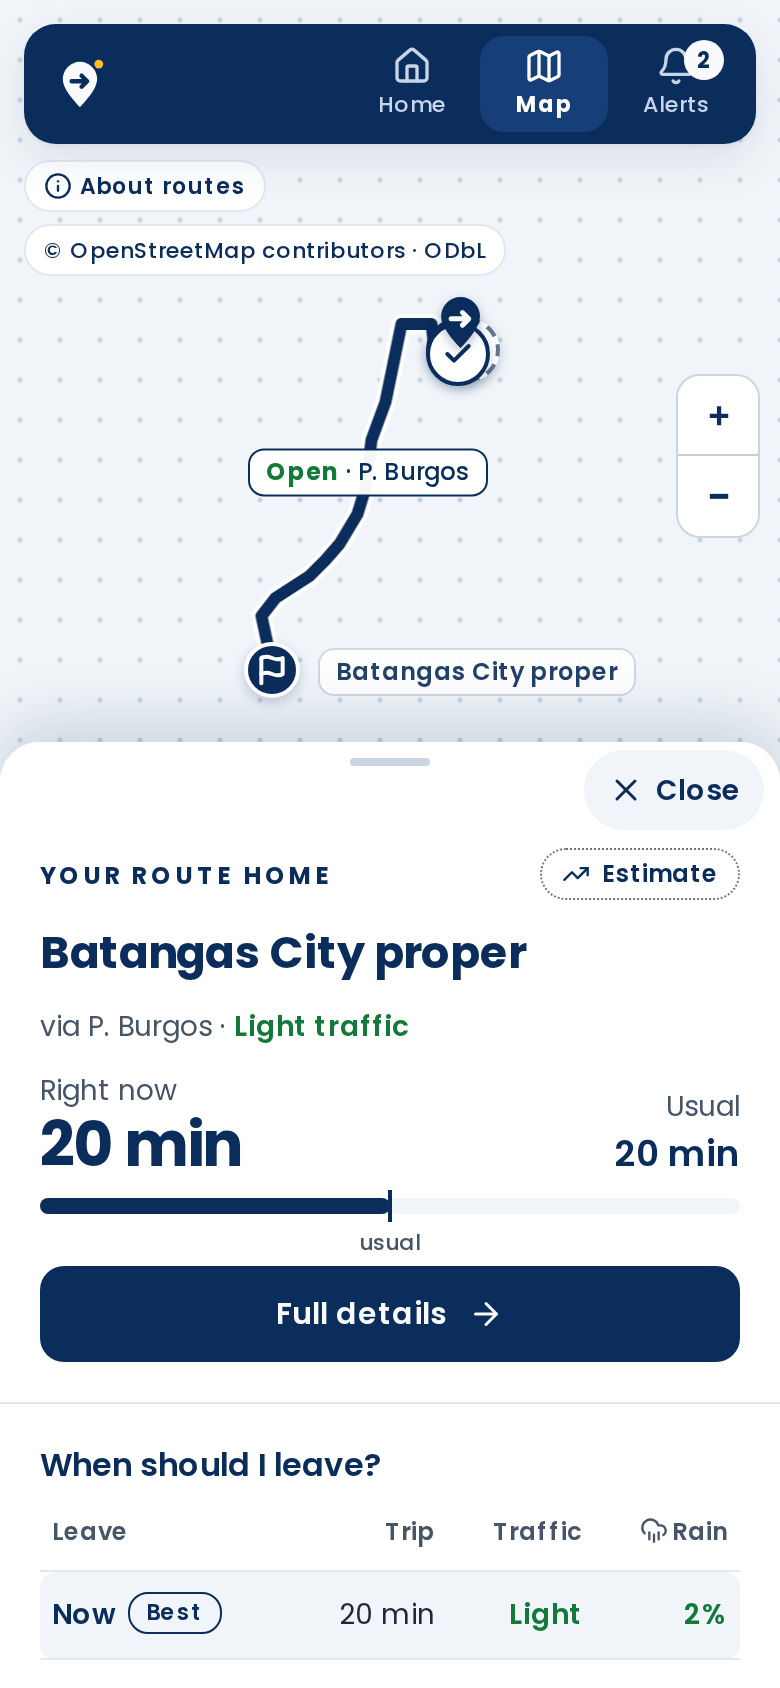 Home
Map
Alerts
2
About routes
© OpenStreetMap contributors · ODbL
+
Open · P. Burgos
−
Batangas City proper
Close
YOUR ROUTE HOME
Estimate
Batangas City proper
via P. Burgos · Light traffic
Right now
Usual
20 min
20 min
usual
Full details
When should I leave?
Leave Trip Traffic Rain
Now Best 20 min Light 2%